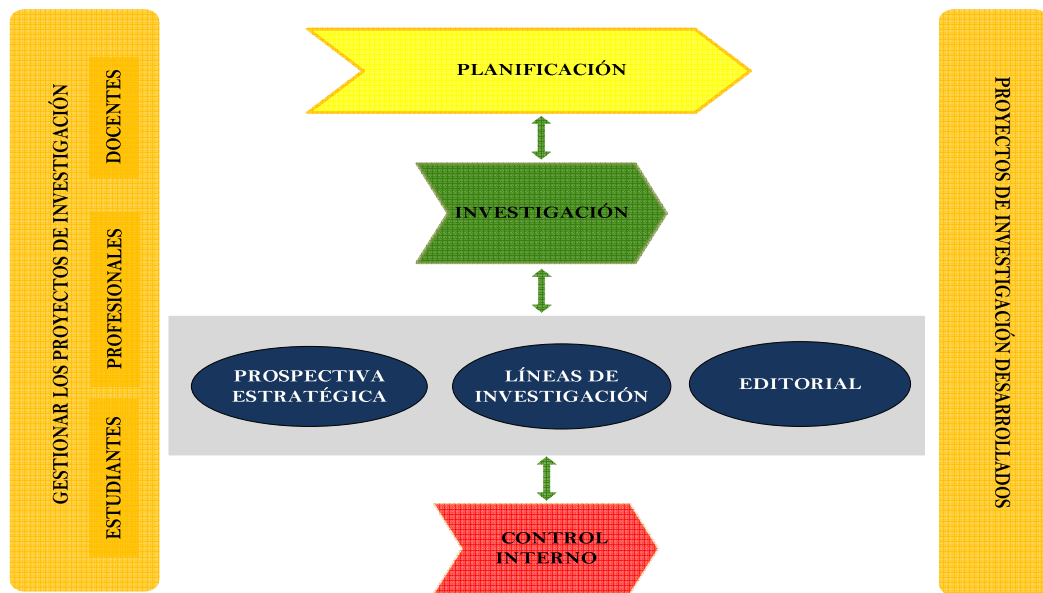 GESTIONAR LOS PROYECTOS DE INVESTIGACIÓN
DOCENTES
PROFESIONALES
ESTUDIANTES
PLANIFICACIÓN
INVESTIGACIÓN
PROSPECTIVA
ESTRATÉGICA
LÍNEAS DE
INVESTIGACIÓN
EDITORIAL
CONTROL
INTERNO
PROYECTOS DE INVESTIGACIÓN DESARROLLADOS